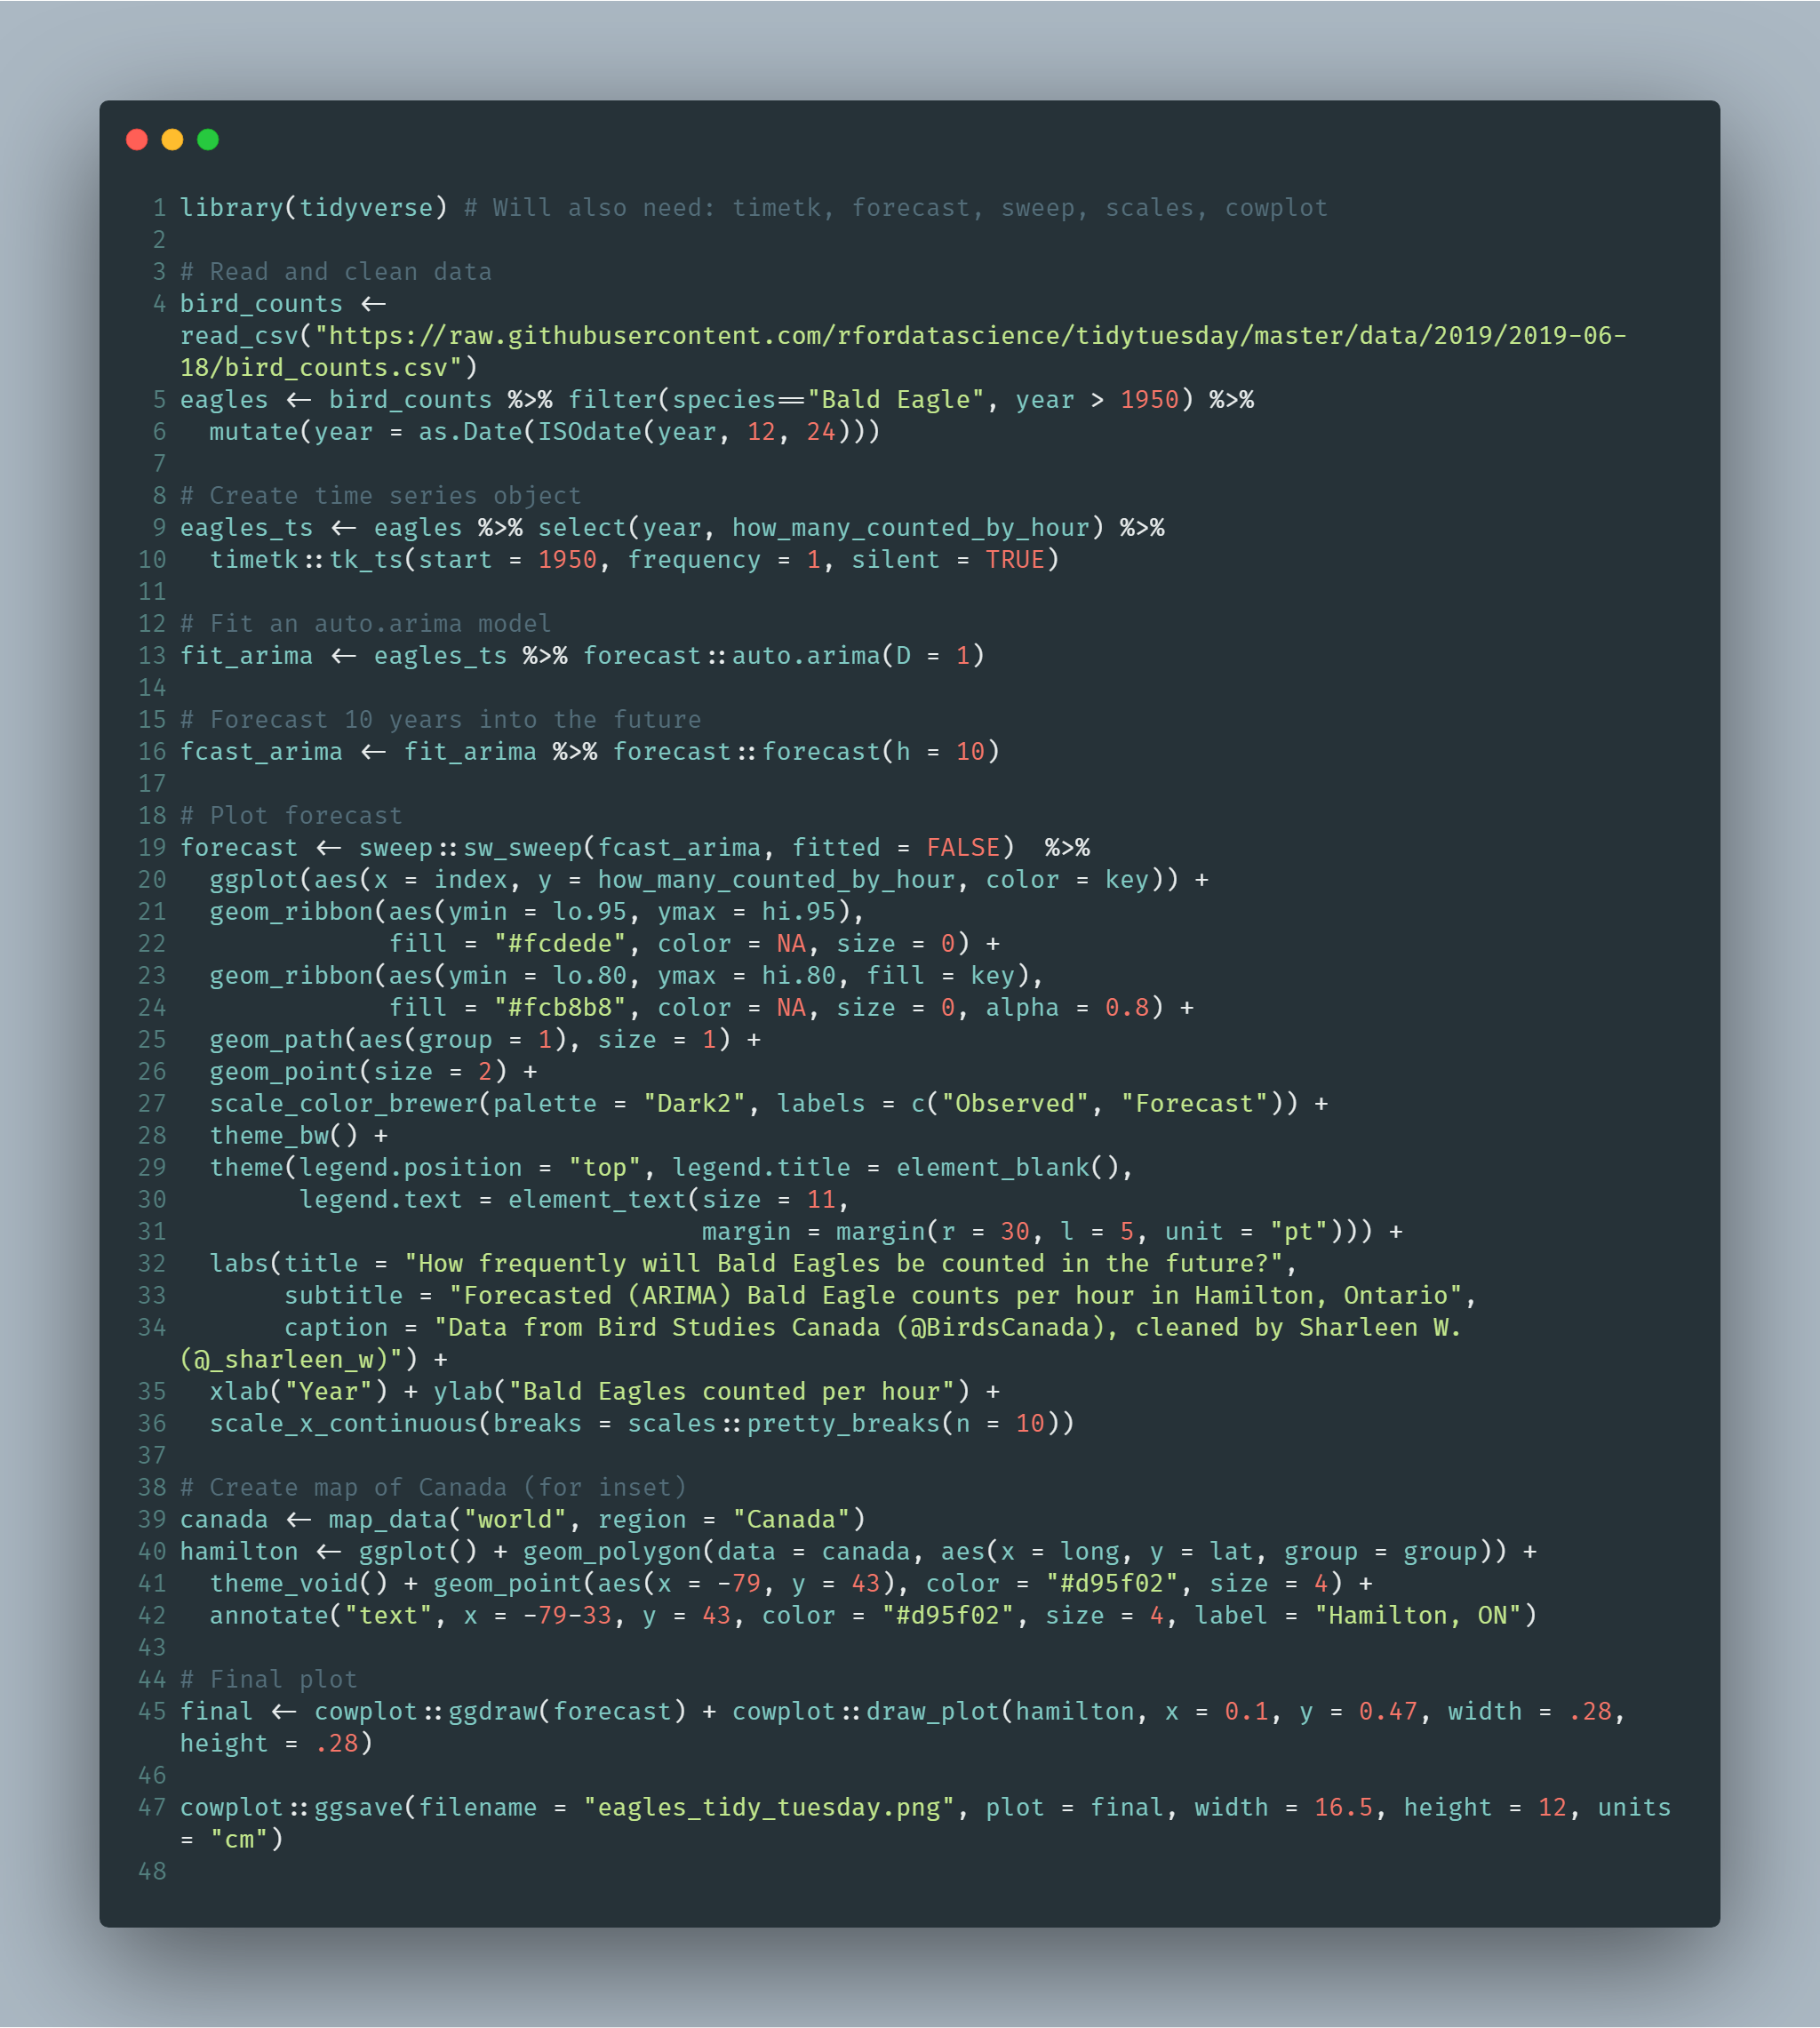 1 library(tidyverse) # Will also need: timetk, forecast, sweep, scales, cowplot
2
3 # Read and clean data
4 bird_counts <-
read_csv("https://raw.githubusercontent.com/rfordatascience/tidytuesday/master/data/2019/2019-06-
18/bird_counts.csv")
5 eagles <- bird_counts %>% filter(species=="Bald Eagle", year > 1950) %>%
6   mutate(year = as.Date(ISOdate(year, 12, 24)))
7
8 # Create time series object
9 eagles_ts <- eagles %>% select(year, how_many_counted_by_hour) %>%
10   timetk::tk_ts(start = 1950, frequency = 1, silent = TRUE)
11
12 # Fit an auto.arima model
13 fit_arima <- eagles_ts %>% forecast::auto.arima(D = 1)
14
15 # Forecast 10 years into the future
16 fcast_arima <- fit_arima %>% forecast::forecast(h = 10)
17
18 # Plot forecast
19 forecast <- sweep::sw_sweep(fcast_arima, fitted = FALSE)  %>%
20   ggplot(aes(x = index, y = how_many_counted_by_hour, color = key)) +
21   geom_ribbon(aes(ymin = lo.95, ymax = hi.95),
22               fill = "#fcdede", color = NA, size = 0) +
23   geom_ribbon(aes(ymin = lo.80, ymax = hi.80, fill = key),
24               fill = "#fcb8b8", color = NA, size = 0, alpha = 0.8) +
25   geom_path(aes(group = 1), size = 1) +
26   geom_point(size = 2) +
27   scale_color_brewer(palette = "Dark2", labels = c("Observed", "Forecast")) +
28   theme_bw() +
29   theme(legend.position = "top", legend.title = element_blank(),
30         legend.text = element_text(size = 11,
31                                    margin = margin(r = 30, l = 5, unit = "pt"))) +
32   labs(title = "How frequently will Bald Eagles be counted in the future?",
33        subtitle = "Forecasted (ARIMA) Bald Eagle counts per hour in Hamilton, Ontario",
34        caption = "Data from Bird Studies Canada (@BirdsCanada), cleaned by Sharleen W.
(@_sharleen_w)") +
35   xlab("Year") + ylab("Bald Eagles counted per hour") +
36   scale_x_continuous(breaks = scales::pretty_breaks(n = 10))
37
38 # Create map of Canada (for inset)
39 canada <- map_data("world", region = "Canada")
40 hamilton <- ggplot() + geom_polygon(data = canada, aes(x = long, y = lat, group = group)) +
41   theme_void() + geom_point(aes(x = -79, y = 43), color = "#d95f02", size = 4) +
42   annotate("text", x = -79-33, y = 43, color = "#d95f02", size = 4, label = "Hamilton, ON")
43
44 # Final plot
45 final <- cowplot::ggdraw(forecast) + cowplot::draw_plot(hamilton, x = 0.1, y = 0.47, width = .28,
height = .28)
46
47 cowplot::ggsave(filename = "eagles_tidy_tuesday.png", plot = final, width = 16.5, height = 12, units
= "cm")
48